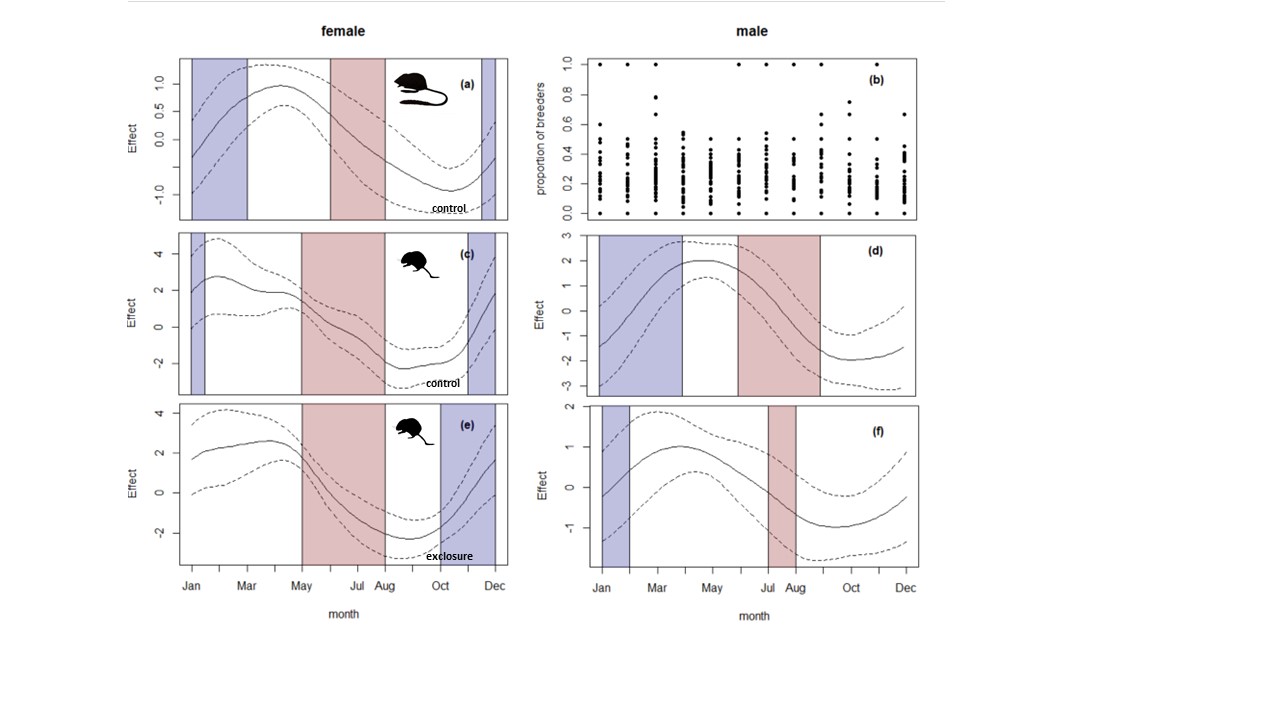 female
male
Effect
1.0
0.5
0.0
-1.0
(a)
control
proportion of breeders
1.0
0.8
0.6
0.4
0.2
0.0
(b)
Effect
4
2
0
-2
(c)
control
Effect
3
2
1
0
-1
-2
-3
(d)
Effect
4
2
0
-2
(e)
exclosure
Jan Mar May Jul Aug Oct Dec
month
Effect
2
1
0
-1
(f)
Jan Mar May Jul Aug Oct Dec
month